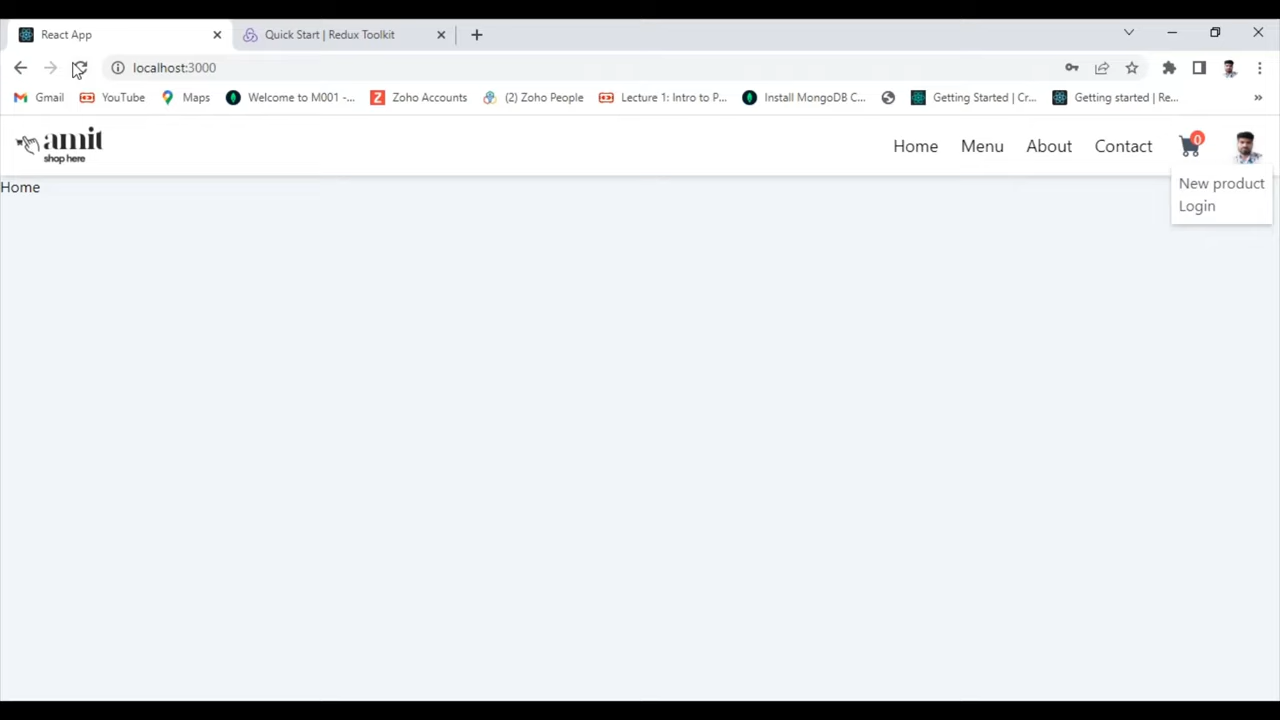 React App
Quick Start | Redux Toolkit
localhost:3000
Gmail
YouTube
Maps
Welcome to M001 -...
Zoho Accounts
(2) Zoho People
Lecture 1: Intro to P...
Install MongoDB C...
Getting Started | Cr...
Getting started | Re...
amit
shop here
Home
Menu
About
Contact
0
New product
Login
Home